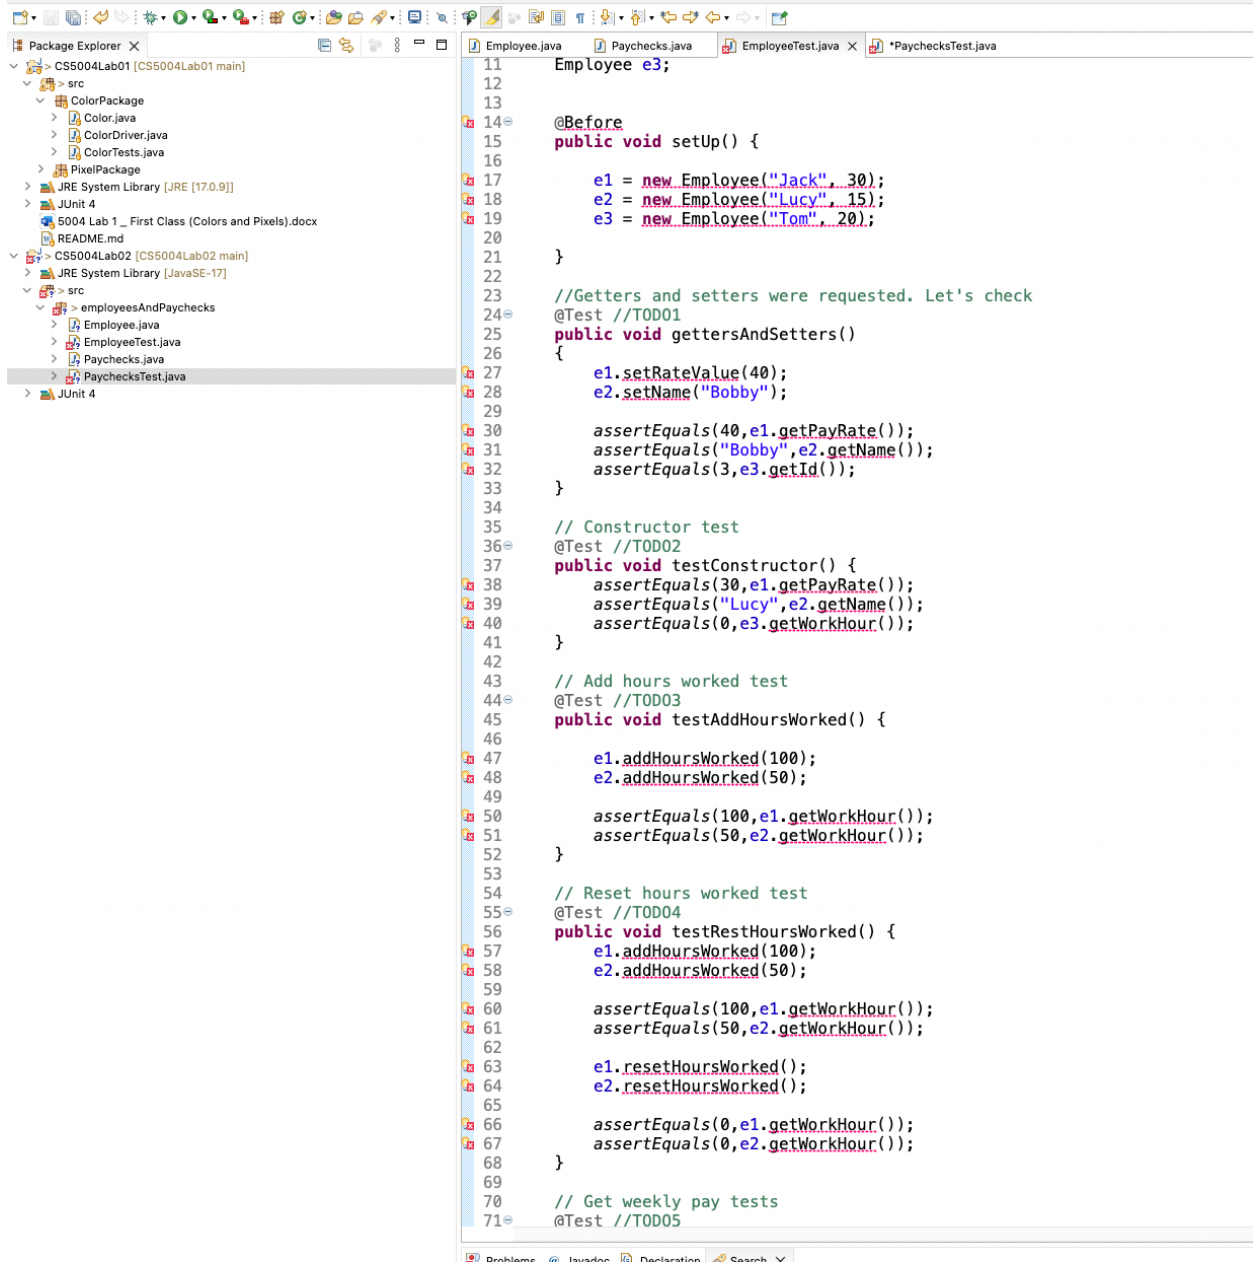 Package Explorer
CS5004Lab01 [CS5004Lab01 main]
src
ColorPackage
Color.java
ColorDriver.java
ColorTests.java
PixelPackage
JRE System Library [JRE [17.0.9]]
JUnit 4
5004 Lab 1 _ First Class (Colors and Pixels).docx
README.md
> CS5004Lab02 [CS5004Lab02 main]
JRE System Library [JavaSE-17]
> src
> employeesAndPaychecks
Employee.java
EmployeeTest.java
Paychecks.java
PaychecksTest.java
JUnit 4
Employee.java Paychecks.java EmployeeTest.java *PaychecksTest.java
11 Employee e3;
12
13
14 @Before
15 public void setUp() {
16
17 e1 = new Employee("Jack", 30);
18 e2 = new Employee("Lucy", 15);
19 e3 = new Employee("Tom", 20);
20
21 }
22
23 //Getters and setters were requested. Let's check
24 @Test //TODO1
25 public void gettersAndSetters()
26 {
27 e1.setRateValue(40);
28 e2.setName("Bobby");
29
30 assertEquals(40,e1.getPayRate());
31 assertEquals("Bobby",e2.getName());
32 assertEquals(3,e3.getId());
33 }
34
35 // Constructor test
36 @Test //TODO2
37 public void testConstructor() {
38 assertEquals(30,e1.getPayRate());
39 assertEquals("Lucy",e2.getName());
40 assertEquals(0,e3.getWorkHour());
41 }
42
43 // Add hours worked test
44 @Test //TODO3
45 public void testAddHoursWorked() {
46
47 e1.addHoursWorked(100);
48 e2.addHoursWorked(50);
49
50 assertEquals(100,e1.getWorkHour());
51 assertEquals(50,e2.getWorkHour());
52 }
53
54 // Reset hours worked test
55 @Test //TODO4
56 public void testRestHoursWorked() {
57 e1.addHoursWorked(100);
58 e2.addHoursWorked(50);
59
60 assertEquals(100,e1.getWorkHour());
61 assertEquals(50,e2.getWorkHour());
62
63 e1.resetHoursWorked();
64 e2.resetHoursWorked();
65
66 assertEquals(0,e1.getWorkHour());
67 assertEquals(0,e2.getWorkHour());
68 }
69
70 // Get weekly pay tests
71 @Test //TODO5
Problems Javadoc Declaration Search